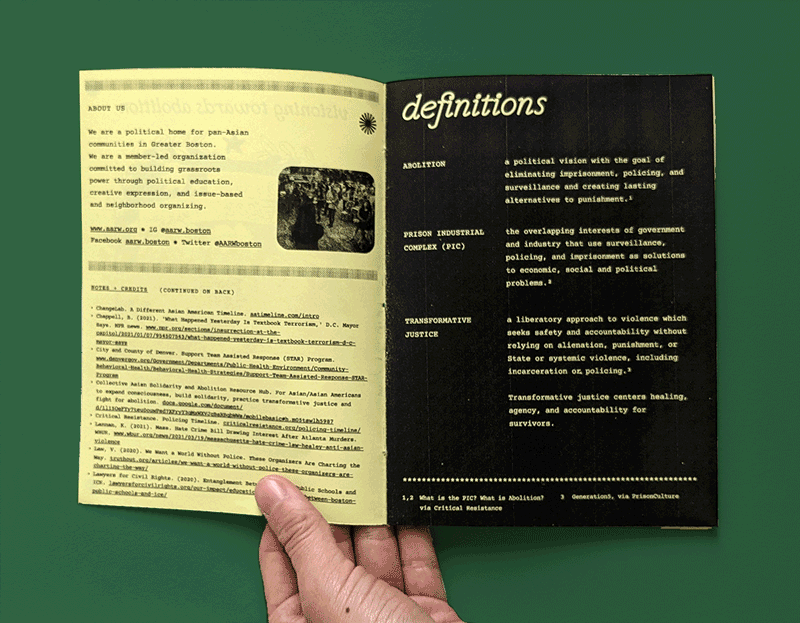 ABOUT US
We are a political home for pan-Asian
communities in Greater Boston.
We are a member-led organization
committed to building grassroots
power through political education,
creative expression, and issue-based
and neighborhood organizing.
www.aarw.org IG @aarw.boston
Facebook aarw.boston Twitter @AARWboston
NOTES + CREDITS (CONTINUED ON BACK)
ChangeLab. A Different Asian American Timeline. aatimeline.com/intro
Chappell, B. (2021). 'What Happened Yesterday Is Textbook Terrorism,' D.C. Mayor
Says. NPR news. www.npr.org/sections/insurrection-at-the-
capitol/2021/01/07/954507543/what-happened-yesterday-is-textbook-terrorism-d-c-
mayor-says
City and County of Denver. Support Team Assisted Response (STAR) Program.
www.denvergov.org/Government/Departments/Public-Health-Environment/Community-
Behavioral-Health/Behavioral-Health-Strategies/Support-Team-Assisted-Response-STAR-
Program
Collective Asian Solidarity and Abolition Resource Hub. For Asian/Asian Americans
to expand consciousness, build solidarity, practice transformative justice and
fight for abolition. docs.google.com/document/
Critical Resistance. Policing Timeline. criticalresistance.org/policing-timeline/
Lannan, K. (2021). Mass. Hate Crime Bill Drawing Interest After Atlanta Murders.
WBUR. www.wbur.org/news/2021/03/19/massachusetts-hate-crime-law-healey-anti-asian-
violence
Lew, V. (2020). We Want a World Without Police. These Organizers Are Charting the
Way. truthout.org/articles/we-want-a-world-without-police-these-organizers-are-
charting-the-way/
Lawyers for Civil Rights. (2020). Entanglement Public Schools and
ICE. lawyersforcivilrights.org/our-impact/education between-boston-
public-schools-and-ice/
definitions
ABOLITION
a political vision with the goal of
eliminating imprisonment, policing, and
surveillance and creating lasting
alternatives to punishment.¹
PRISON INDUSTRIAL
COMPLEX (PIC)
the overlapping interests of government
and industry that use surveillance,
policing, and imprisonment as solutions
to economic, social and political
problems.²
TRANSFORMATIVE
JUSTICE
a liberatory approach to violence which
seeks safety and accountability without
relying on alienation, punishment, or
State or systemic violence, including
incarceration or policing.³
Transformative justice centers healing,
agency, and accountability for
survivors.
1,2 What is the PIC? What is Abolition?
via Critical Resistance
3 Generation5, via PrisonCulture